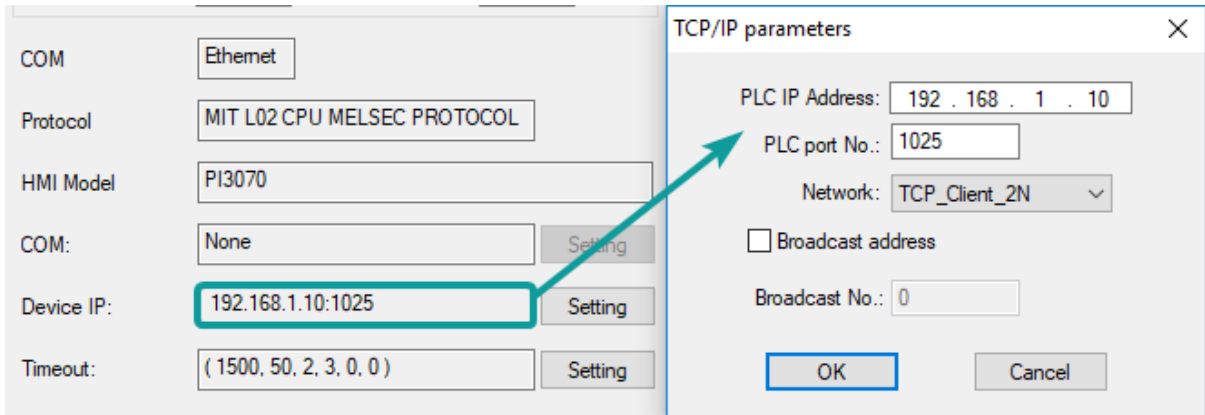 COM Ethernet
Protocol MIT L02 CPU MELSEC PROTOCOL
HMI Model PI3070
COM: None Setting
Device IP: 192.168.1.10:1025 Setting
Timeout: ( 1500, 50, 2, 3, 0, 0 ) Setting
TCP/IP parameters
PLC IP Address: 192 . 168 . 1 . 10
PLC port No.: 1025
Network: TCP_Client_2N
Broadcast address
Broadcast No.: 0
OK Cancel